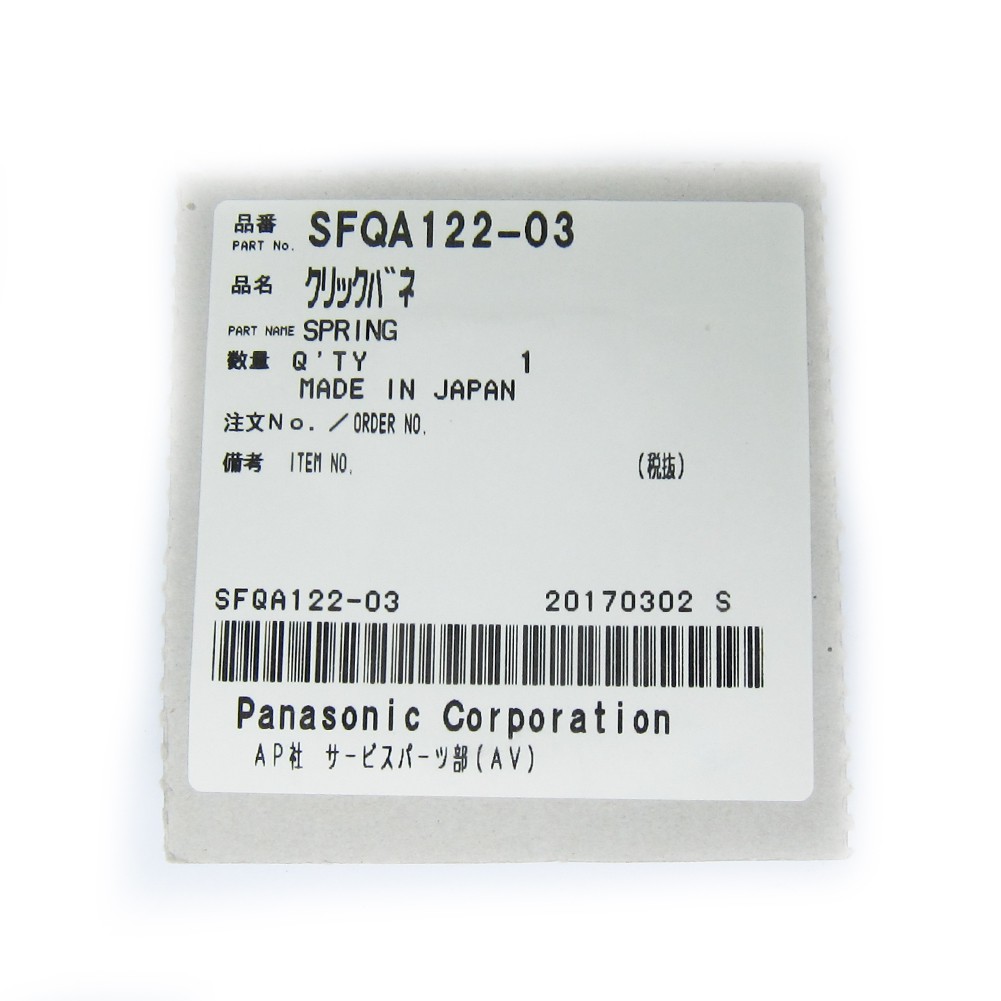 品番
PART No. SFQA122-03
品名 クリックバネ
PART NAME SPRING
数量 Q'TY 1
MADE IN JAPAN
注文No.／ORDER NO.
備考 ITEM NO. (税抜)
SFQA122-03 20170302 S
Panasonic Corporation
AP社 サービスパーツ部(AV)